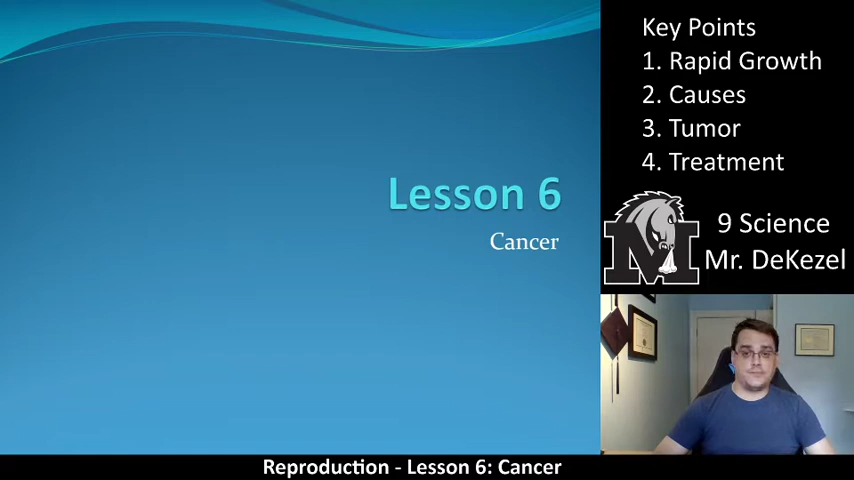 Lesson 6
Cancer
Key Points
1. Rapid Growth
2. Causes
3. Tumor
4. Treatment
M
9 Science
Mr. DeKezel
Reproduction - Lesson 6: Cancer